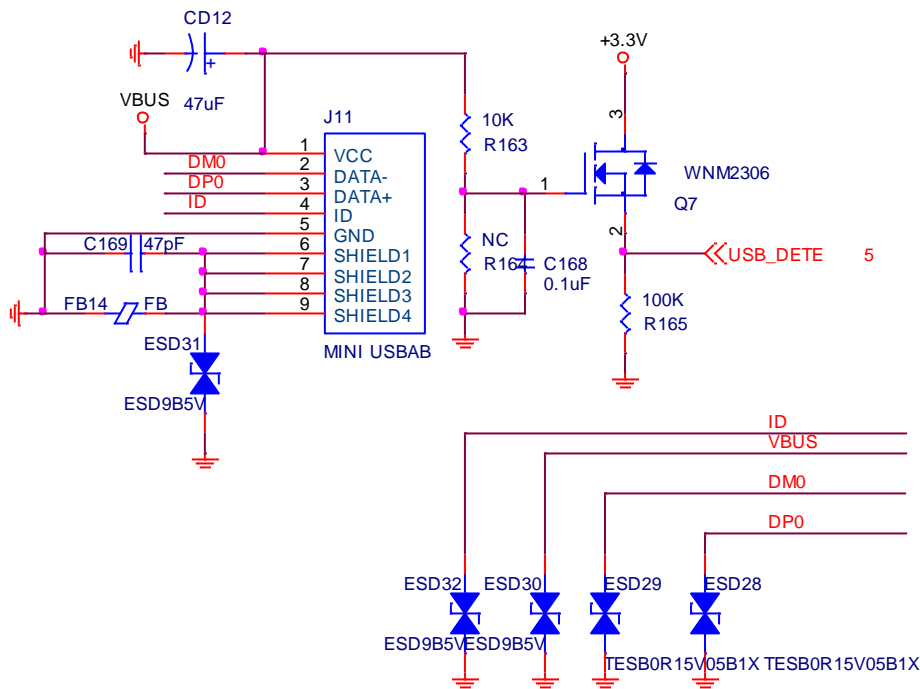 CD12
+3.3V
VBUS
47uF
J11
10K
R163
3
1
VCC
DM0
2
DATA-
DP0
3
DATA+
ID
4
ID
5
GND
C169
47pF
6
SHIELD1
7
SHIELD2
8
SHIELD3
FB14
FB
9
SHIELD4
MINI USBAB
1
WNM2306
Q7
NC
R164
C168
0.1uF
2
USB_DETE
5
100K
R165
ESD31
ESD9B5V
ID
VBUS
DM0
DP0
ESD32
ESD30
ESD29
ESD28
ESD9B5V
ESD9B5V
TESB0R15V05B1X
TESB0R15V05B1X